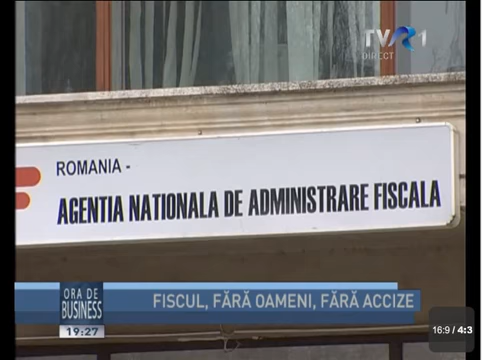 TVR1
DIRECT
ROMANIA -
AGENTIA NATIONALA DE ADMINISTRARE FISCALA
ORA DE
BUSINESS
FISCUL, FĂRĂ OAMENI, FĂRĂ ACCIZE
19:27
16:9 / 4:3